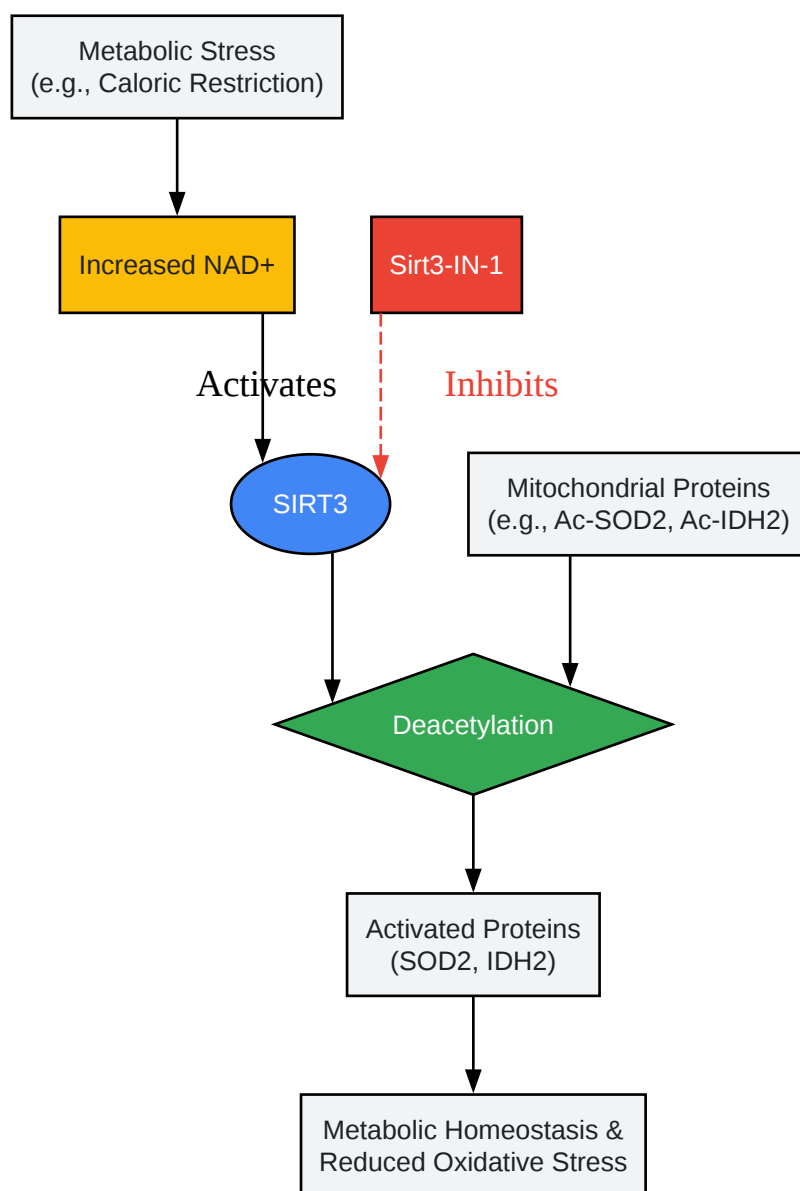 Metabolic Stress
(e.g., Caloric Restriction)
Increased NAD+
Sirt3-IN-1
Activates
Inhibits
SIRT3
Mitochondrial Proteins
(e.g., Ac-SOD2, Ac-IDH2)
Deacetylation
Activated Proteins
(SOD2, IDH2)
Metabolic Homeostasis &
Reduced Oxidative Stress